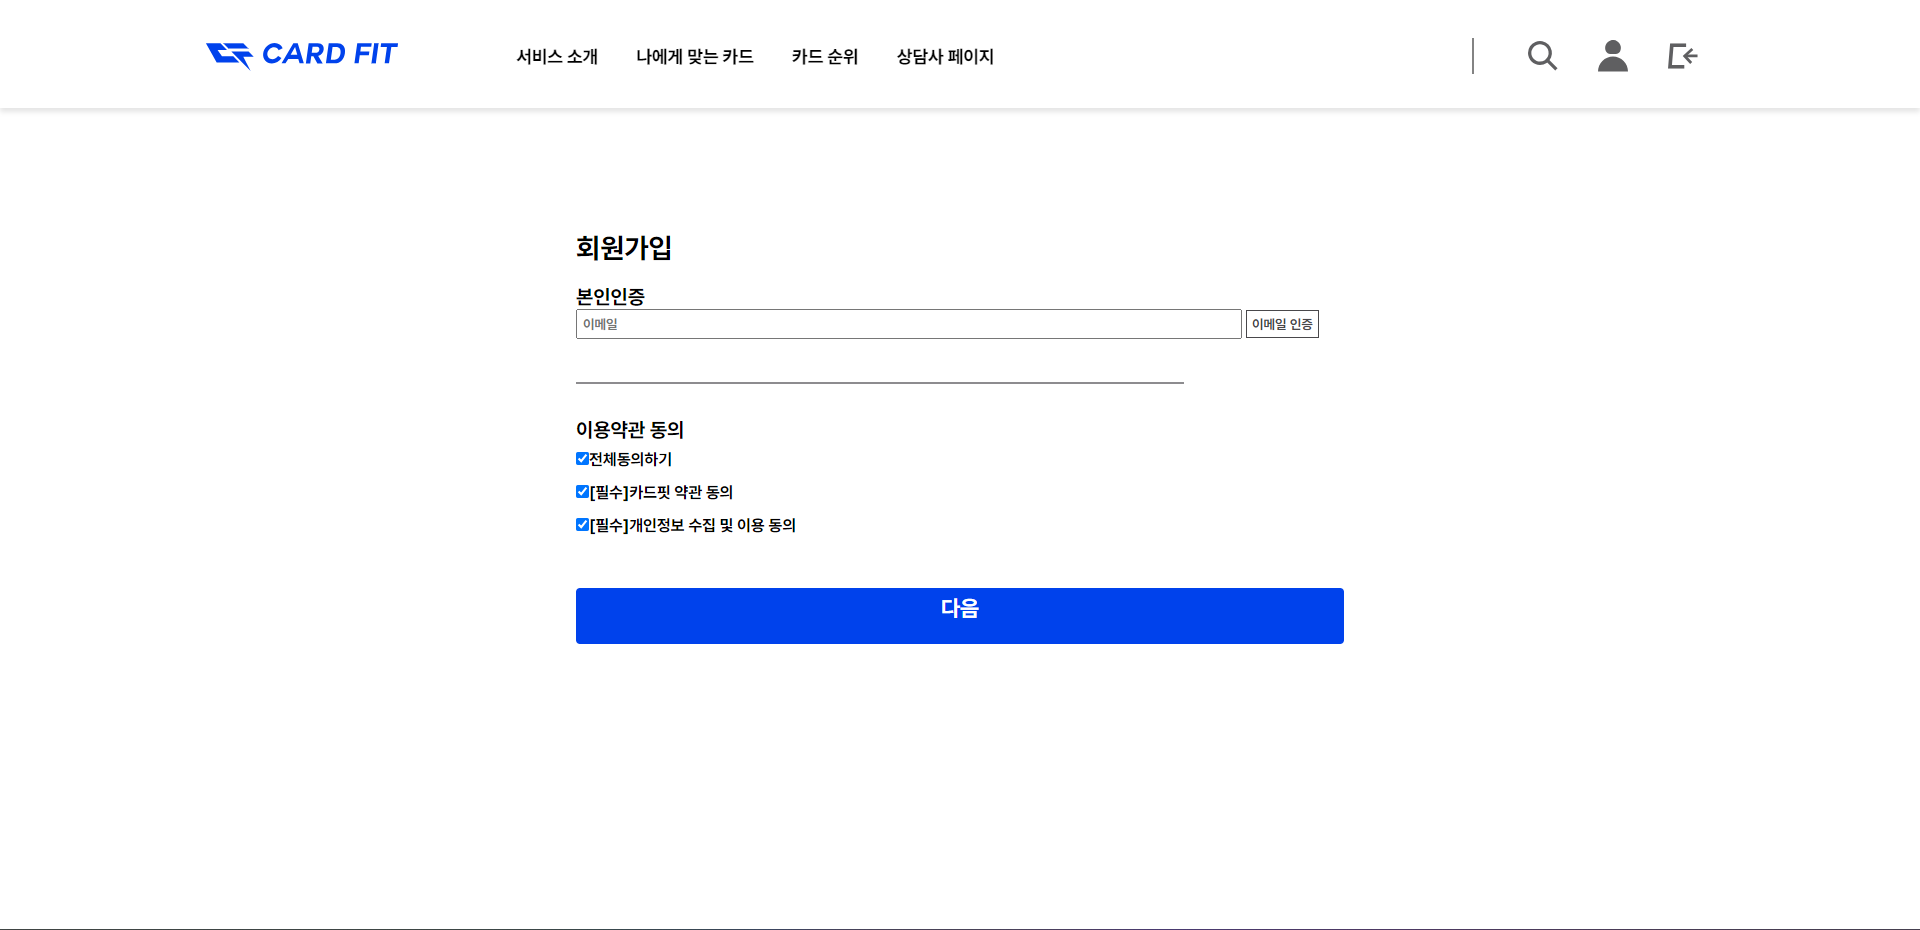 CARD FIT
서비스 소개
나에게 맞는 카드
카드 순위
상담사 페이지
회원가입
본인인증
이메일
이메일 인증
이용약관 동의
전체동의하기
[필수]카드핏 약관 동의
[필수]개인정보 수집 및 이용 동의
다음